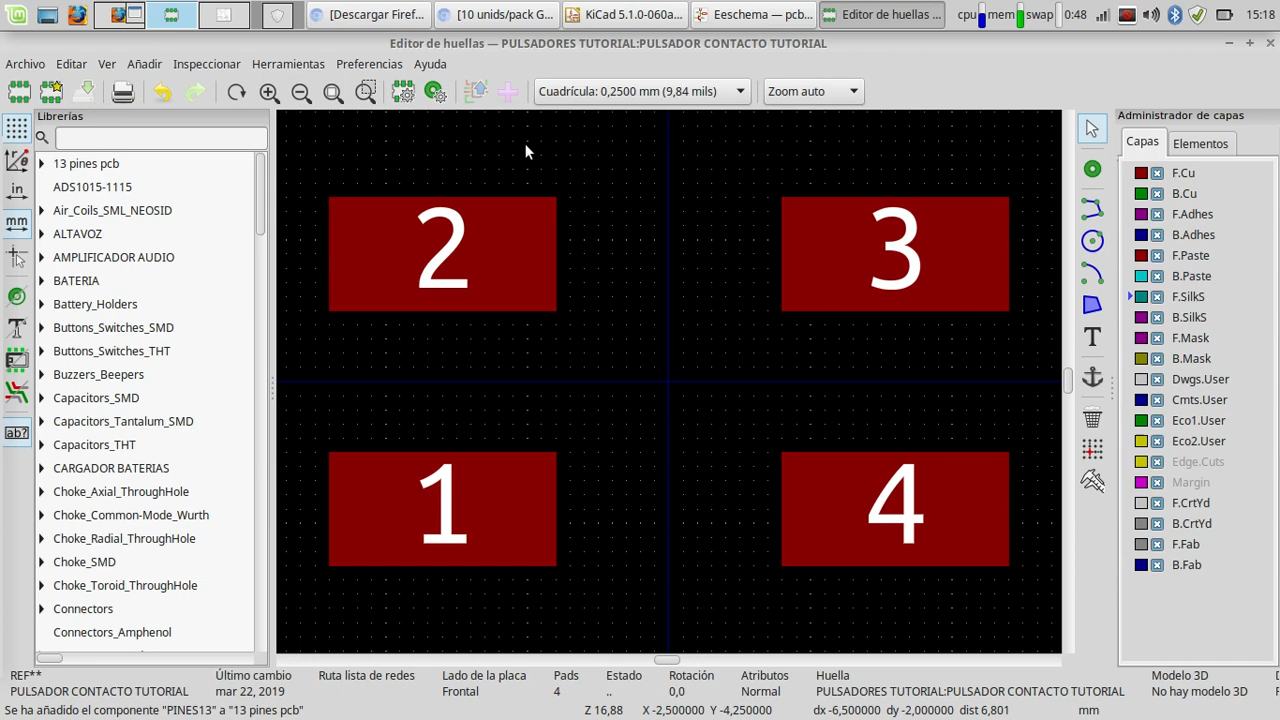 [Descargar Firef...
[10 unids/pack G...
KiCad 5.1.0-060a...
Eeschema — pcb...
Editor de huellas ...
cpu
mem
swap
0:48
15:18
Editor de huellas — PULSADORES TUTORIAL:PULSADOR CONTACTO TUTORIAL
Archivo
Editar
Ver
Añadir
Inspeccionar
Herramientas
Preferencias
Ayuda
Cuadrícula: 0,2500 mm (9,84 mils)
Zoom auto
Librerías
in
mm
T
ab?
13 pines pcb
ADS1015-1115
Air_Coils_SML_NEOSID
ALTAVOZ
AMPLIFICADOR AUDIO
BATERIA
Battery_Holders
Buttons_Switches_SMD
Buttons_Switches_THT
Buzzers_Beepers
Capacitors_SMD
Capacitors_Tantalum_SMD
Capacitors_THT
CARGADOR BATERIAS
Choke_Axial_ThroughHole
Choke_Common-Mode_Wurth
Choke_Radial_ThroughHole
Choke_SMD
Choke_Toroid_ThroughHole
Connectors
Connectors_Amphenol
2
3
1
4
T
Administrador de capas
Capas
Elementos
F.Cu
B.Cu
F.Adhes
B.Adhes
F.Paste
B.Paste
F.SilkS
B.SilkS
F.Mask
B.Mask
Dwgs.User
Cmts.User
Eco1.User
Eco2.User
Edge.Cuts
Margin
F.CrtYd
B.CrtYd
F.Fab
B.Fab
REF**
Último cambio
Ruta lista de redes
Lado de la placa
Pads
Estado
Rotación
Atributos
Huella
Modelo 3D
PULSADOR CONTACTO TUTORIAL
mar 22, 2019
Frontal
4
..
0,0
Normal
PULSADORES TUTORIAL:PULSADOR CONTACTO TUTORIAL
No hay modelo 3D
Se ha añadido el componente "PINES13" a "13 pines pcb"
Z 16,88
X -2,500000 Y -4,250000
dx -6,500000 dy -2,000000 dist 6,801
mm